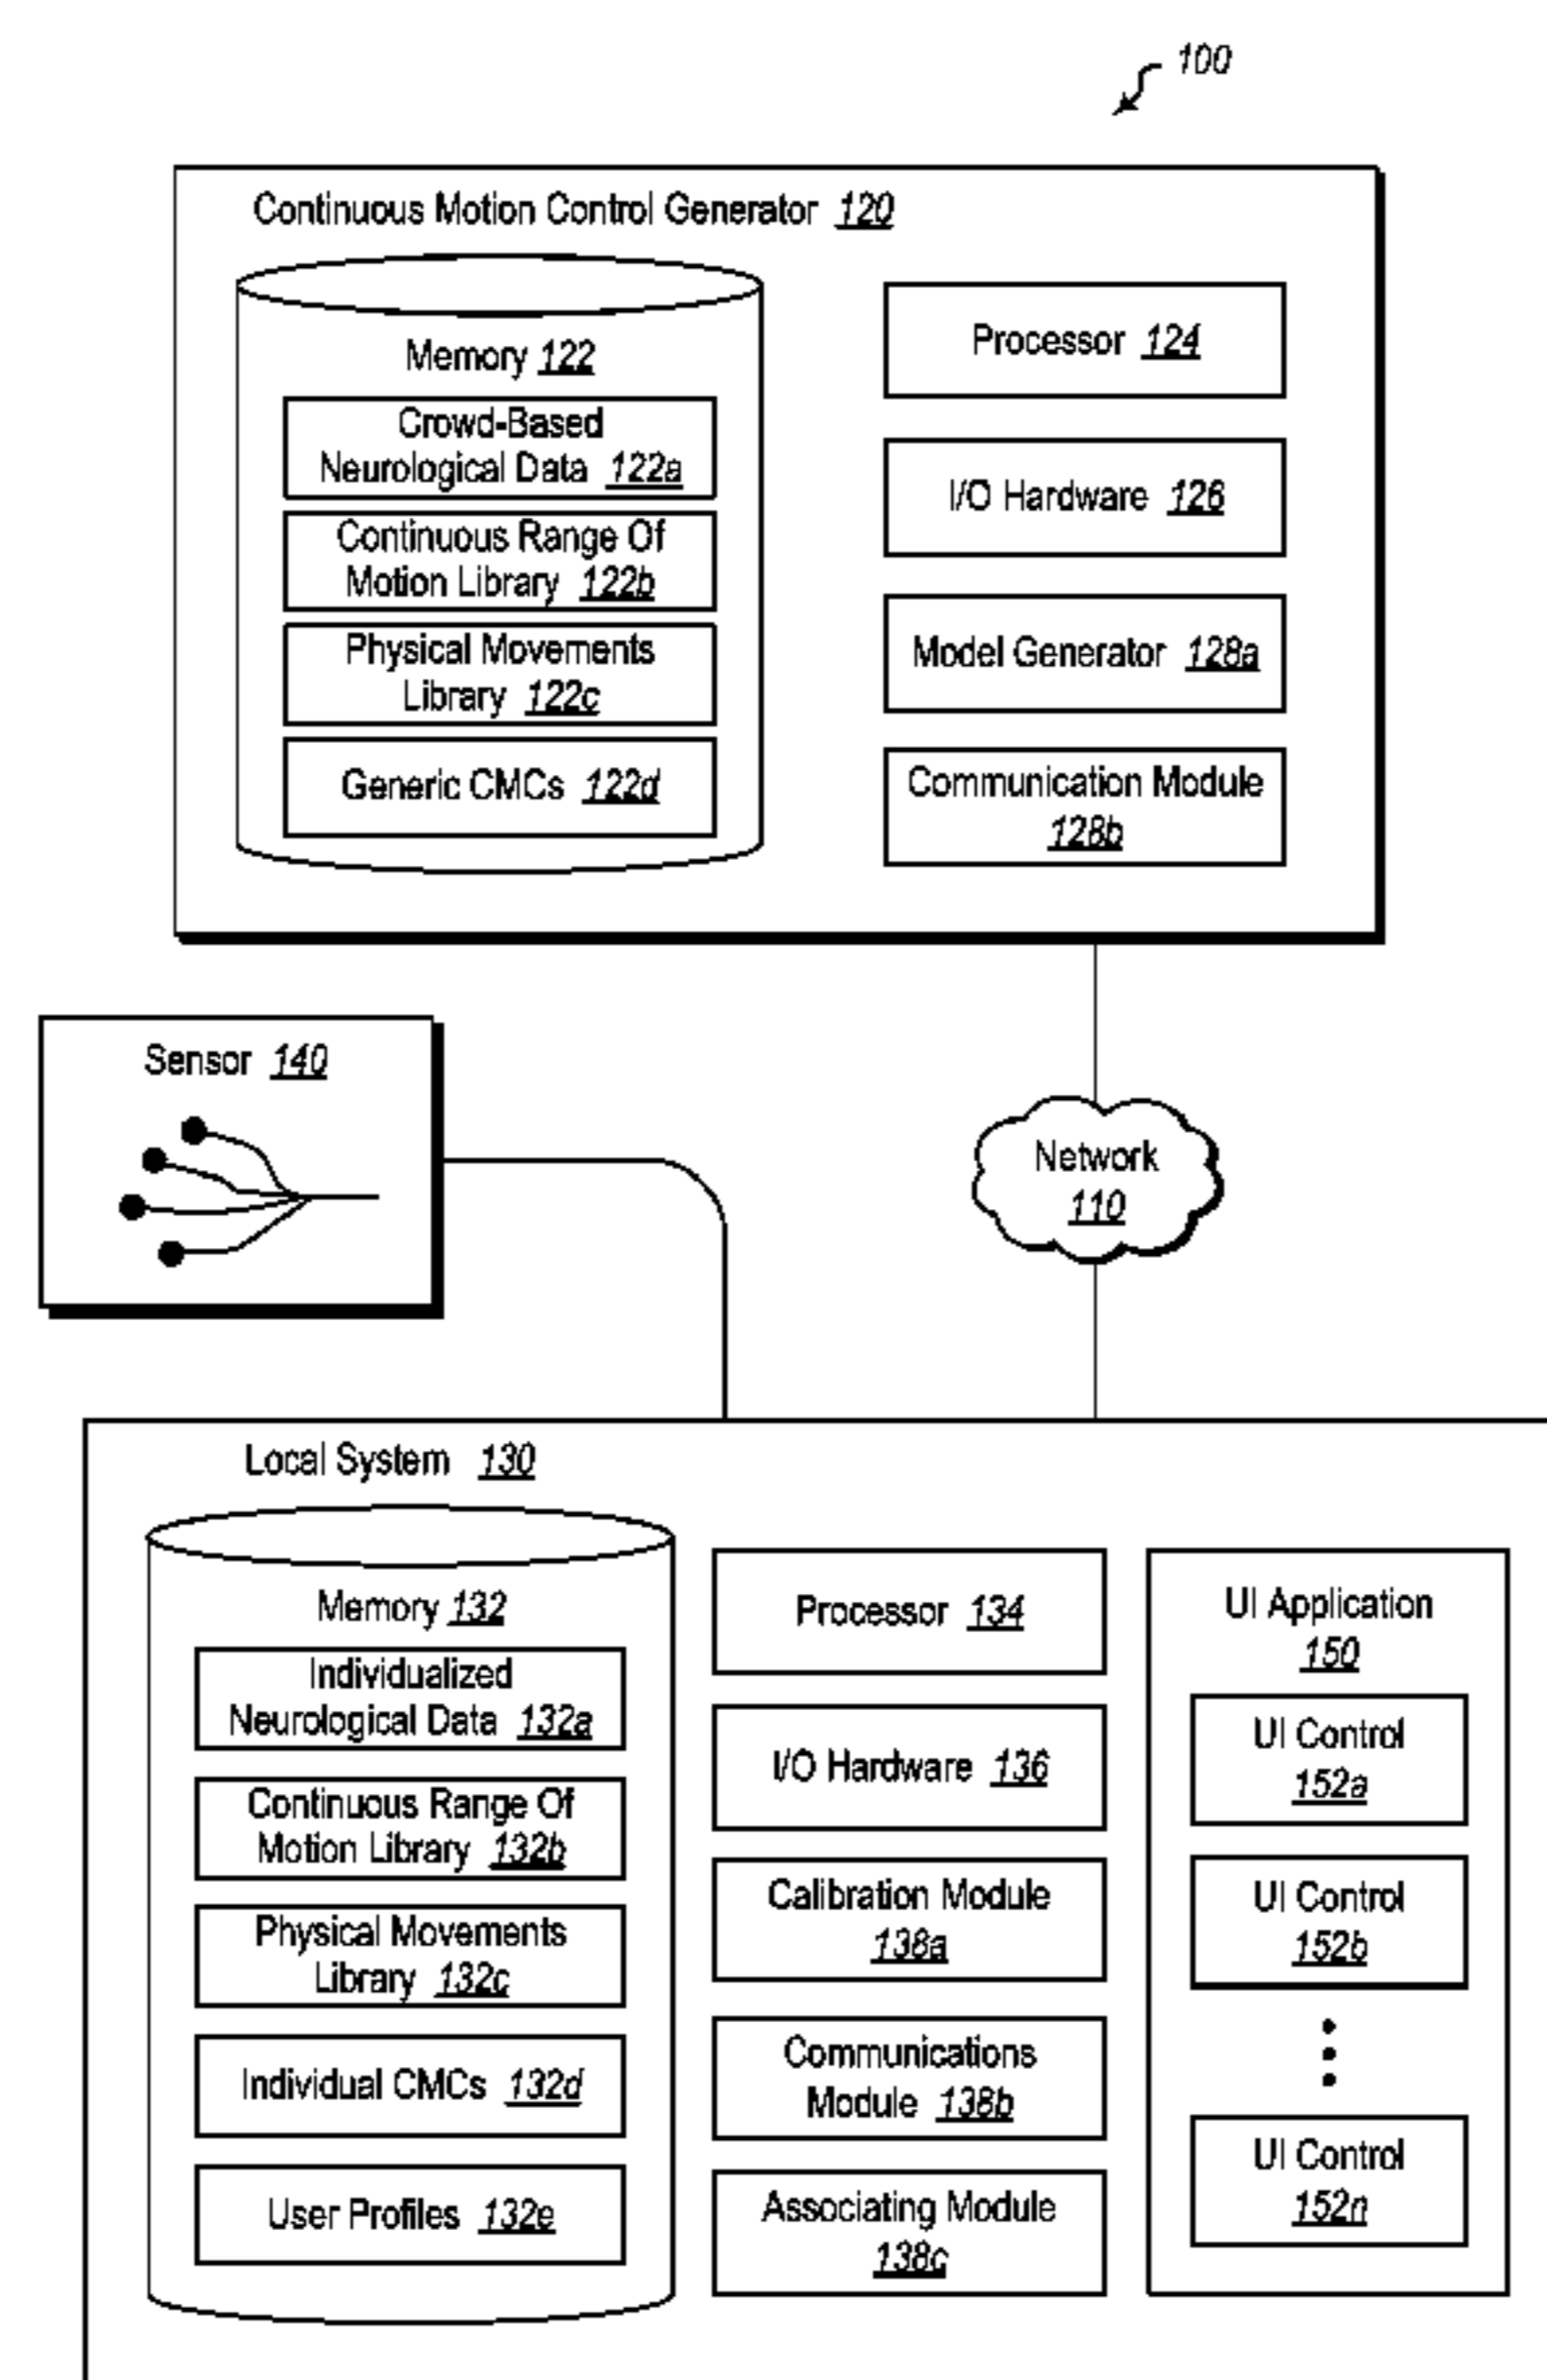 100
Continuous Motion Control Generator 120
Memory 122
Crowd-Based
Neurological Data 122a
Continuous Range Of
Motion Library 122b
Physical Movements
Library 122c
Generic CMCs 122d
Processor 124
I/O Hardware 126
Model Generator 128a
Communication Module
128b
Sensor 140
Network
110
Local System 130
Memory 132
Individualized
Neurological Data 132a
Continuous Range Of
Motion Library 132b
Physical Movements
Library 132c
Individual CMCs 132d
User Profiles 132e
Processor 134
I/O Hardware 136
Calibration Module
138a
Communications
Module 138b
Associating Module
138c
UI Application
150
UI Control
152a
UI Control
152b
UI Control
152n